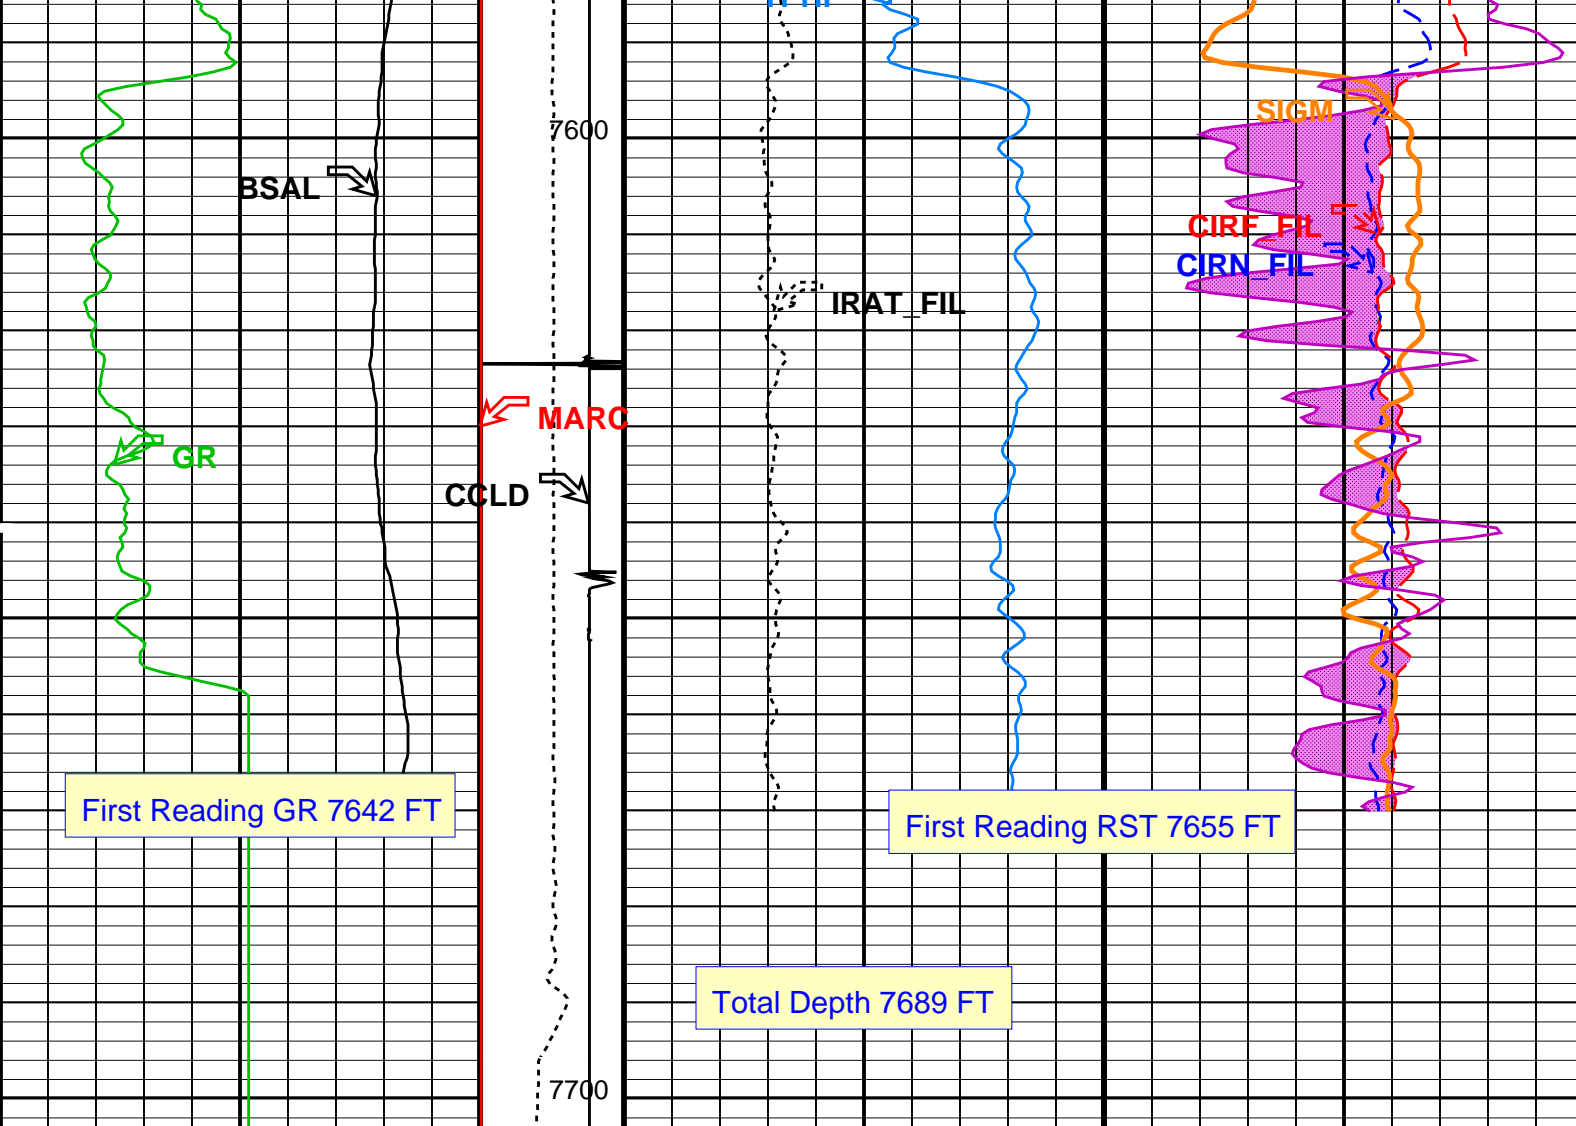 SIGM
7600
BSAL
CIRF_FIL
CIRN_FIL
IRAT_FIL
MARC
GR
CCLD
First Reading GR 7642 FT
First Reading RST 7655 FT
Total Depth 7689 FT
7700